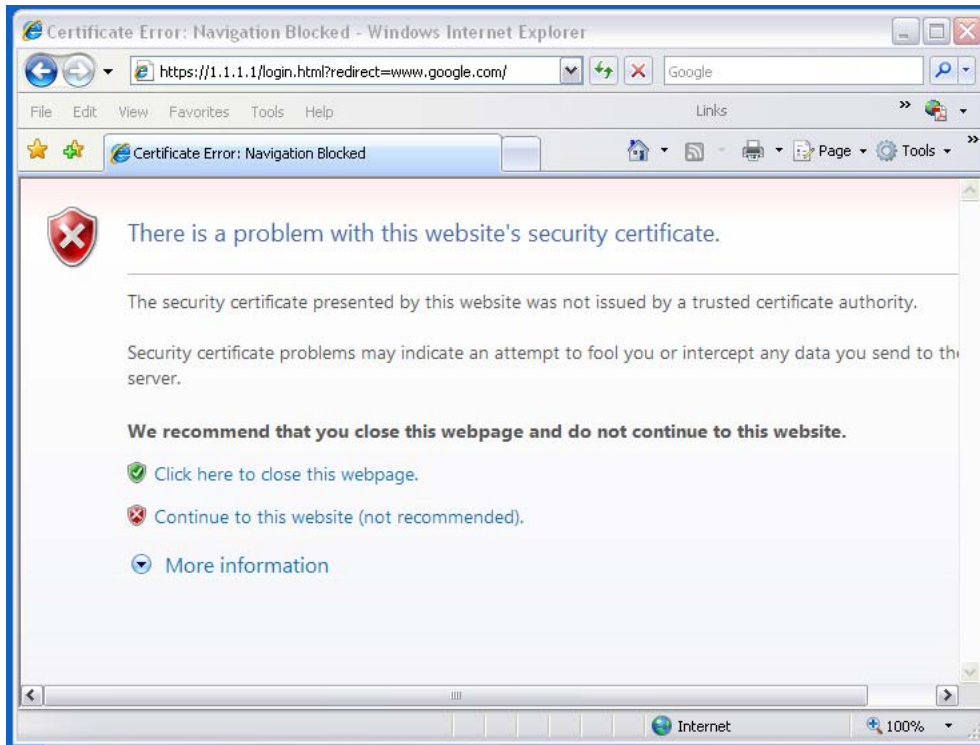 Certificate Error: Navigation Blocked - Windows Internet Explorer
https://1.1.1.1/login.html?redirect=www.google.com/
Google
File Edit View Favorites Tools Help
Links
Certificate Error: Navigation Blocked
Page
Tools
There is a problem with this website's security certificate.
The security certificate presented by this website was not issued by a trusted certificate authority.
Security certificate problems may indicate an attempt to fool you or intercept any data you send to the
server.
We recommend that you close this webpage and do not continue to this website.
Click here to close this webpage.
Continue to this website (not recommended).
More information
Internet
100%